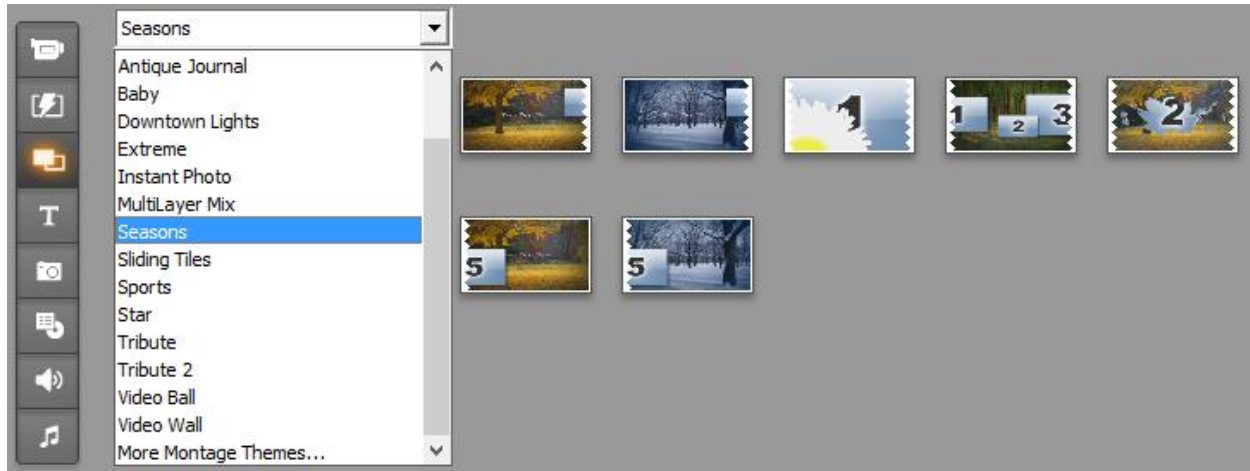 Seasons
Antique Journal
Baby
Downtown Lights
Extreme
Instant Photo
MultiLayer Mix
Seasons
Sliding Tiles
Sports
Star
Tribute
Tribute 2
Video Ball
Video Wall
More Montage Themes...
T
1
1 2 3
2
5
5